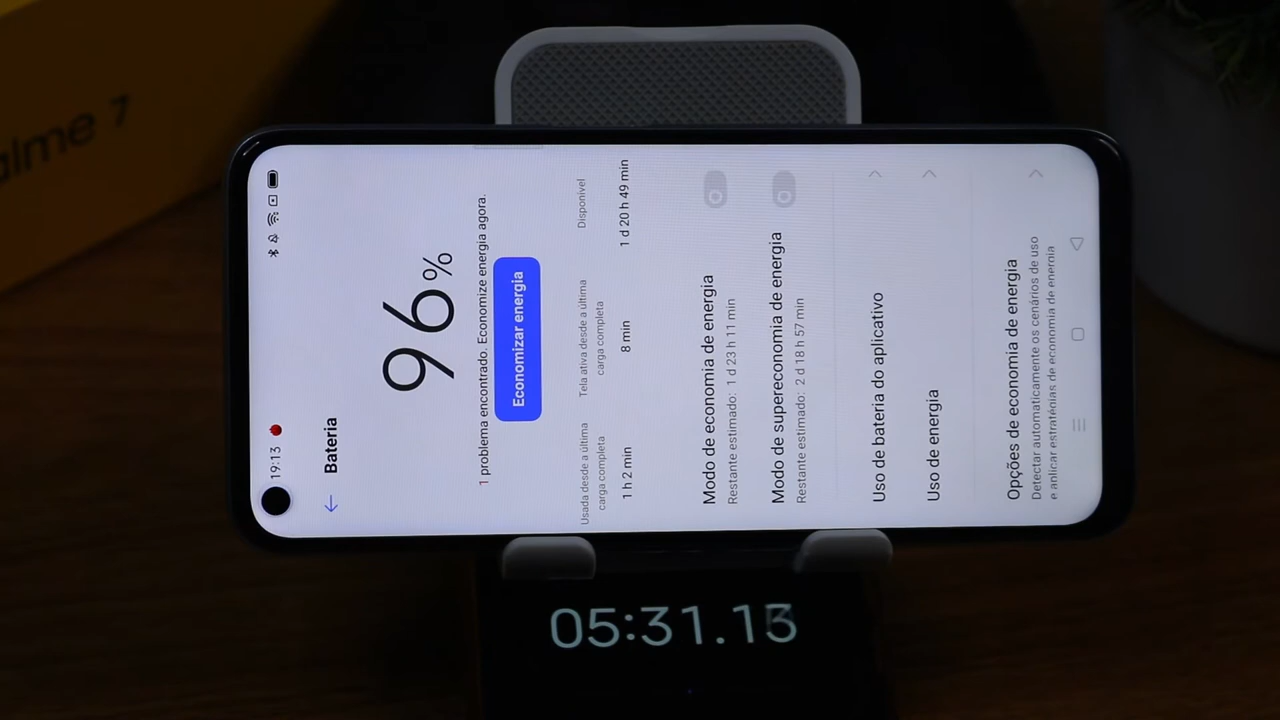 alme 7
19:13
Bateria
96%
1 problema encontrado. Economize energia agora.
Economizar energia
Usada desde a última
carga completa
1 h 2 min
Tela ativa desde a última
carga completa
8 min
Disponível
1 d 20 h 49 min
Modo de economia de energia
Restante estimado: 1 d 23 h 11 min
Modo de supereconomia de energia
Restante estimado: 2 d 18 h 57 min
Uso de bateria do aplicativo
Uso de energia
Opções de economia de energia
Detectar automaticamente os cenários de uso
e aplicar estratégias de economia de energia
05:31.1